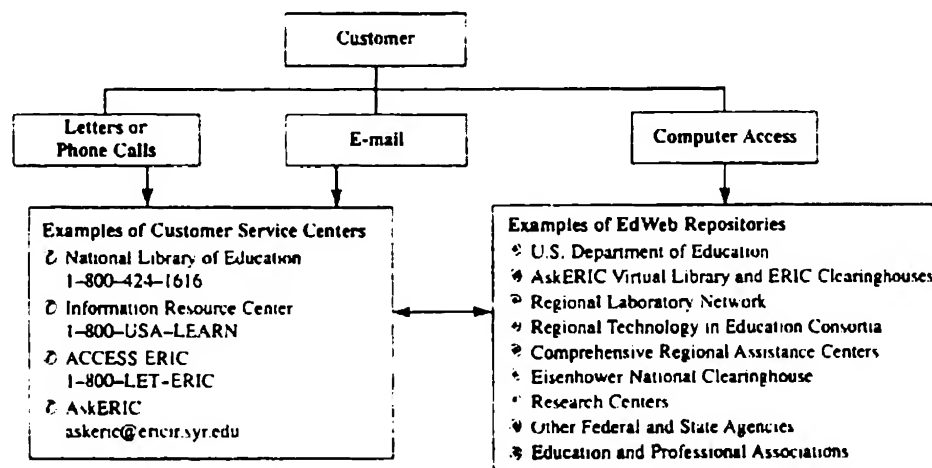 Customer
Letters or
Phone Calls
E-mail
Computer Access
Examples of Customer Service Centers
National Library of Education
1-800-424-1616
Information Resource Center
1-800-USA-LEARN
ACCESS ERIC
1-800-LET-ERIC
AskERIC
askeric@ericir.syr.edu
Examples of EdWeb Repositories
U.S. Department of Education
AskERIC Virtual Library and ERIC Clearinghouses
Regional Laboratory Network
Regional Technology in Education Consortia
Comprehensive Regional Assistance Centers
Eisenhower National Clearinghouse
Research Centers
Other Federal and State Agencies
Education and Professional Associations